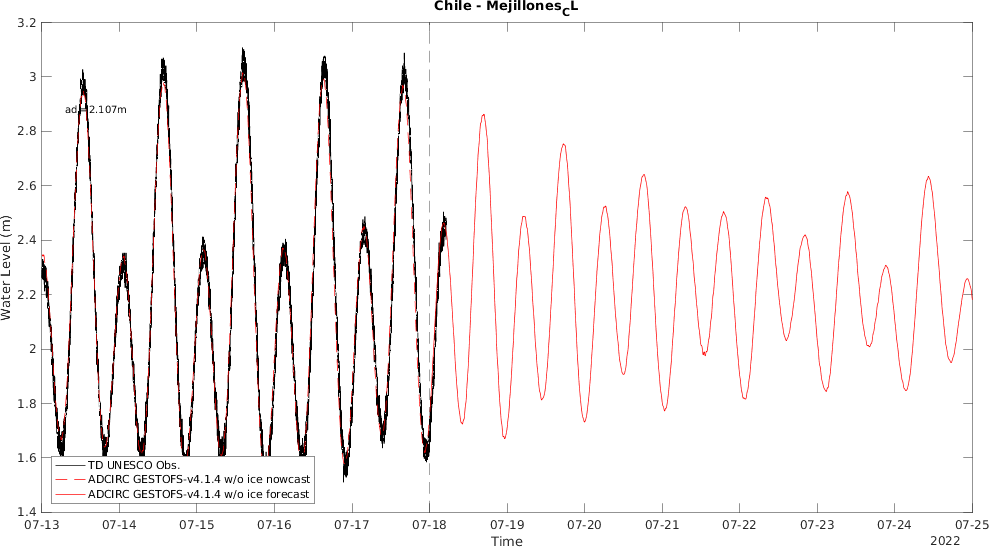 Chile - Mejillones_CL
3.2
3
2.8
2.6
2.4
2.2
2
1.8
1.6
1.4
Water Level (m)
adj=2.107m
TD UNESCO Obs.
ADCIRC GESTOFS-v4.1.4 w/o ice nowcast
ADCIRC GESTOFS-v4.1.4 w/o ice forecast
07-13 07-14 07-15 07-16 07-17 07-18 07-19 07-20 07-21 07-22 07-23 07-24 07-25
Time
2022